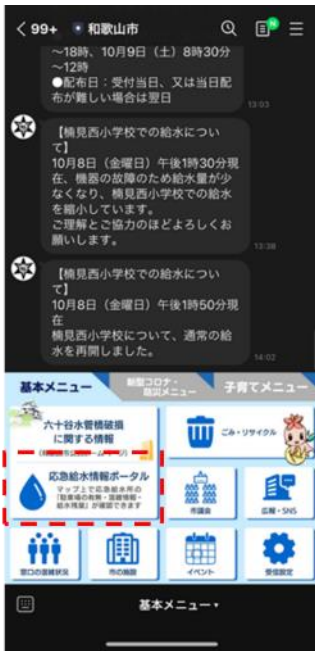 99+ 和歌山市
~18時、10月9日(土)8時30分
~12時
●配布日:受付当日、又は当日配
布が難しい場合は翌日
13:03
【楠見西小学校での給水につい
て】
10月8日(金曜日)午後1時30分現
在、機器の故障のため給水量が少
なくなり、楠見西小学校での給水
を縮小しています。
ご理解とご協力のほどよろしくお
願いします。
13:38
【楠見西小学校での給水につい
て】
10月8日(金曜日)午後1時50分現
在
楠見西小学校について、通常の給
水を再開しました。
14:02
基本メニュー
新型コロナ・
防災メニュー
子育てメニュー
六十谷水管橋破損
に関する情報
ごみ・リサイクル
応急給水情報ポータル
マップ上で応急給水所の
「駐車場の有無・混雑情報・
給水残量」が確認できます
市議会
広報・SNS
窓口の混雑状況
市の施設
イベント
受信設定
基本メニュー▾